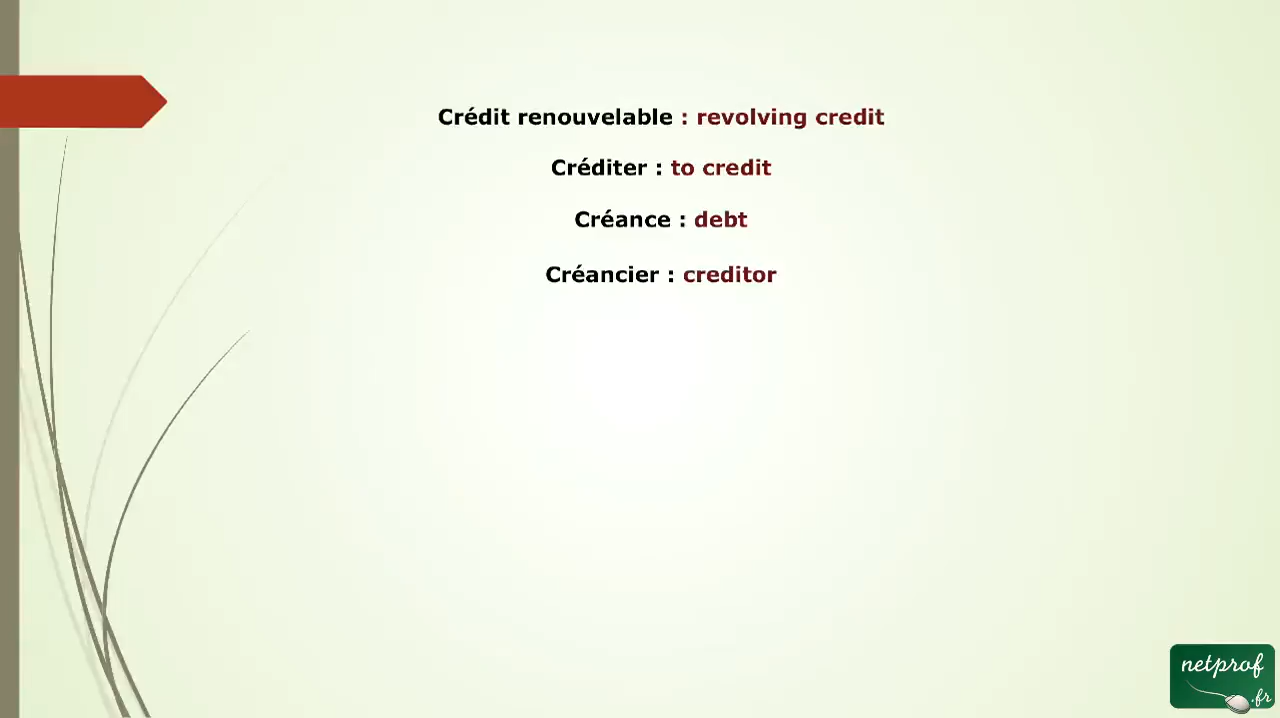 Crédit renouvelable : revolving credit
Créditer : to credit
Créance : debt
Créancier : creditor
netprof
.fr